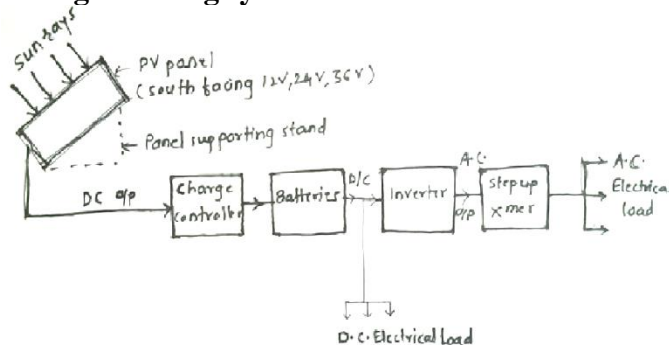 sun rays
PV panel
(south facing 12V, 24V, 36V)
Panel supporting stand
DC o/p
Charge
controller
Batteries
D/C
Inverter
A.C.
o/p
Step up
xmer
A.C.
Electrical
load
D.C. Electrical Load